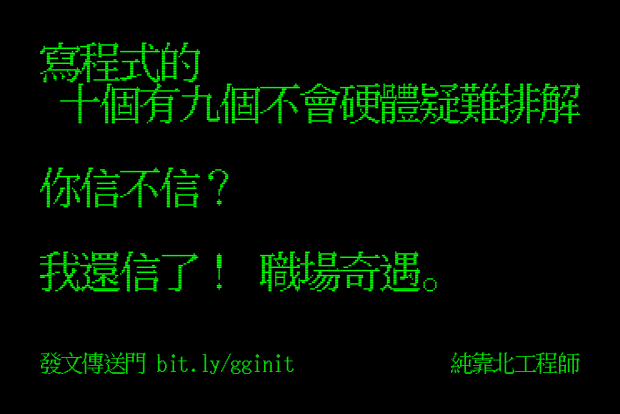 寫程式的
十個有九個不會硬體疑難排解
你信不信？
我還信了！ 職場奇遇。
發文傳送門 bit.ly/gginit
純靠北工程師